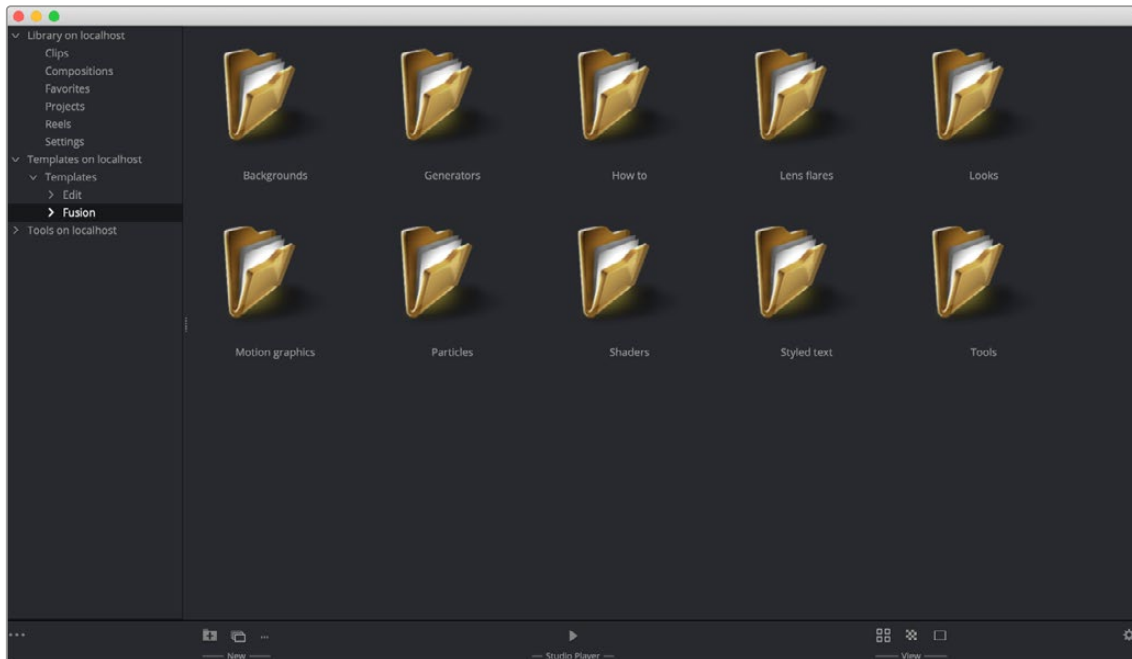 Library on localhost
Clips
Compositions
Favorites
Projects
Reels
Settings
Templates on localhost
Templates
Edit
Fusion
Tools on localhost
Backgrounds
Generators
How to
Lens flares
Looks
Motion graphics
Particles
Shaders
Styled text
Tools
New
Studio Player
View